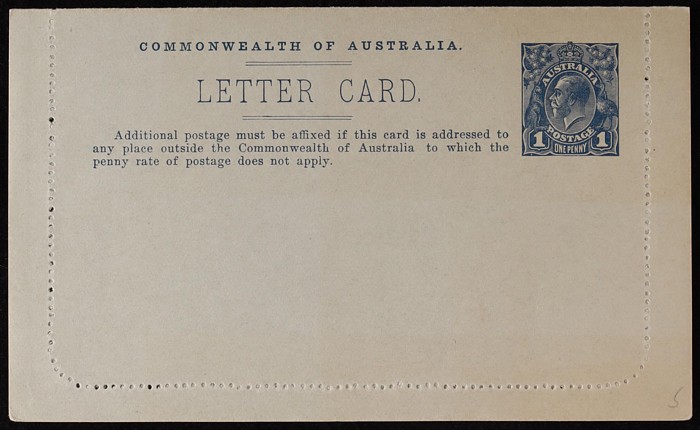 COMMONWEALTH OF AUSTRALIA.
LETTER CARD.
Additional postage must be affixed if this card is addressed to
any place outside the Commonwealth of Australia to which the
penny rate of postage does not apply.
AUSTRALIA
POSTAGE
1 ONE PENNY 1
5